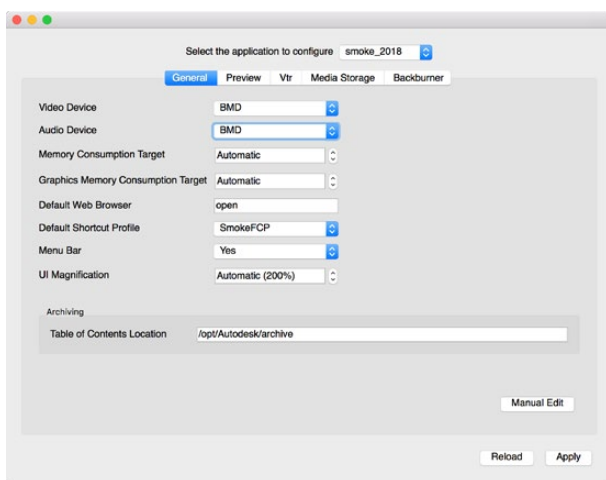 Select the application to configure smoke_2018
General Preview Vtr Media Storage Backburner
Video Device BMD
Audio Device BMD
Memory Consumption Target Automatic
Graphics Memory Consumption Target Automatic
Default Web Browser open
Default Shortcut Profile SmokeFCP
Menu Bar Yes
UI Magnification Automatic (200%)
Archiving
Table of Contents Location /opt/Autodesk/archive
Manual Edit
Reload Apply